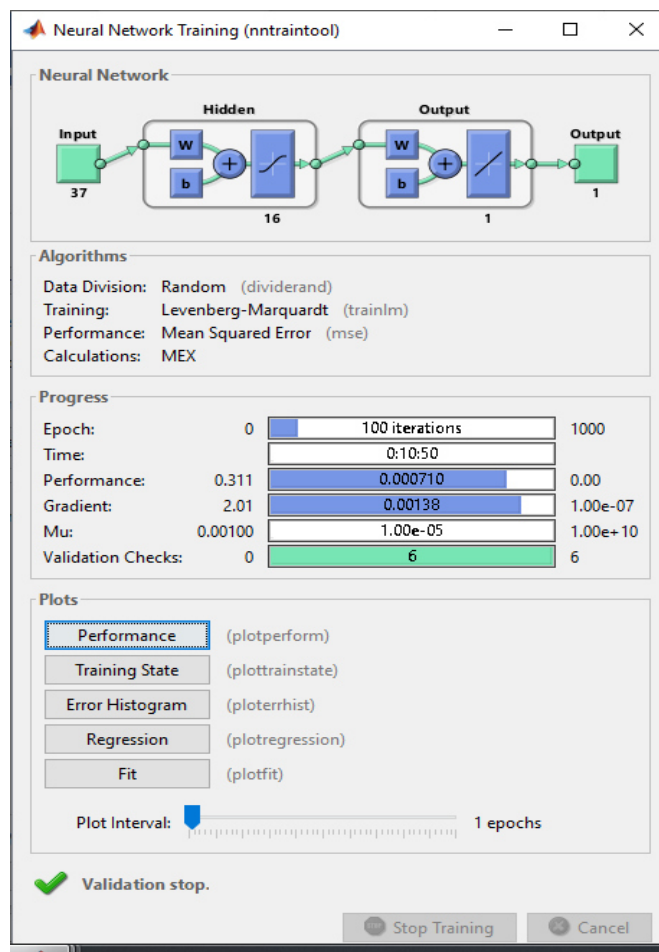 Neural Network Training (nntraintool)
Neural Network
Hidden Output
Input W b + W b + Output
37 16 1 1
Algorithms
Data Division: Random (dividerand)
Training: Levenberg-Marquardt (trainlm)
Performance: Mean Squared Error (mse)
Calculations: MEX
Progress
Epoch: 0 100 iterations 1000
Time: 0:10:50
Performance: 0.311 0.000710 0.00
Gradient: 2.01 0.00138 1.00e-07
Mu: 0.00100 1.00e-05 1.00e+10
Validation Checks: 0 6 6
Plots
Performance (plotperform)
Training State (plottrainstate)
Error Histogram (ploterrhist)
Regression (plotregression)
Fit (plotfit)
Plot Interval: 1 epochs
Validation stop.
Stop Training Cancel